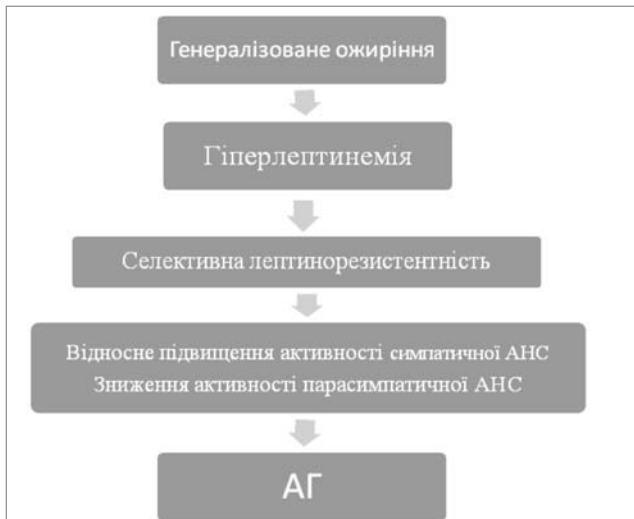 Генералізоване ожиріння
Гіперлептинемія
Селективна лептинорезистентність
Відносне підвищення активності симпатичної АНС
Зниження активності парасимпатичної АНС
АГ